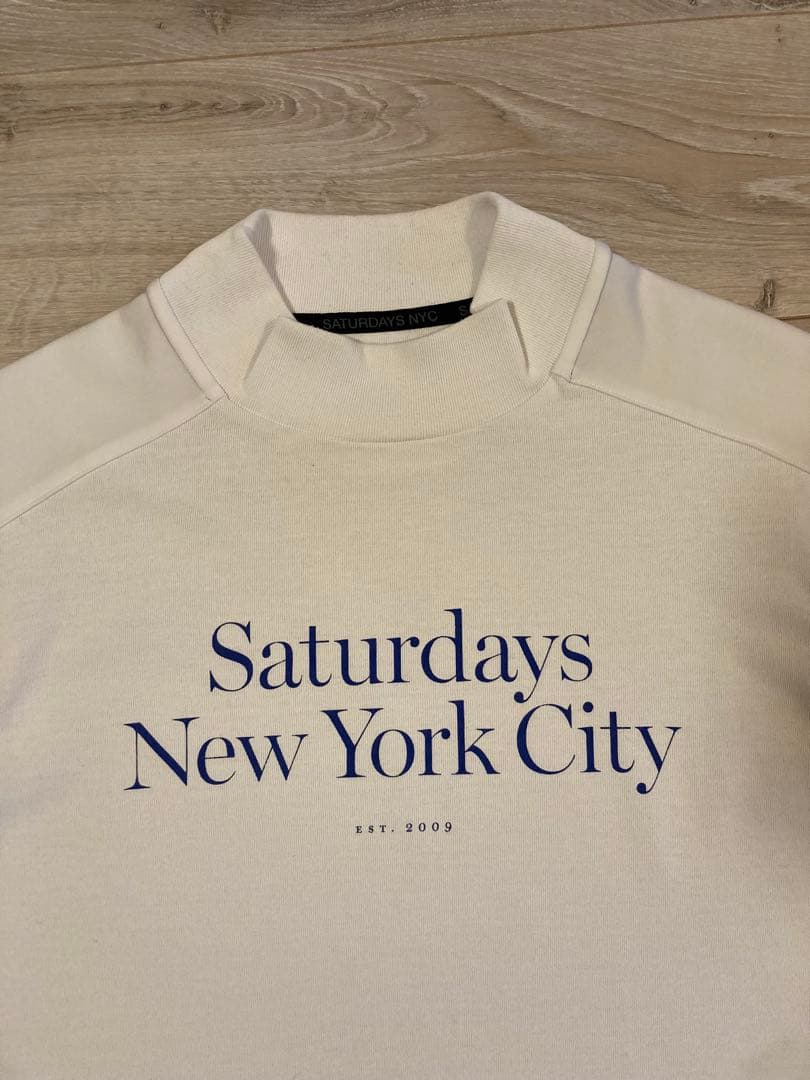 SATURDAYS NYC S
Saturdays
New York City
EST. 2009